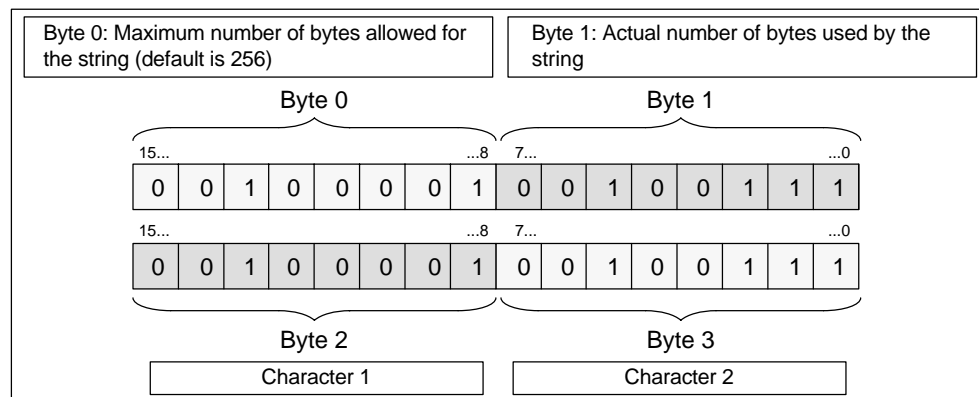 Byte 0: Maximum number of bytes allowed for
the string (default is 256)
Byte 1: Actual number of bytes used by the
string
Byte 0 Byte 1
15... ...8 7... ...0
0 0 1 0 0 0 0 1 0 0 1 0 0 1 1 1
15... ...8 7... ...0
0 0 1 0 0 0 0 1 0 0 1 0 0 1 1 1
Byte 2 Byte 3
Character 1 Character 2